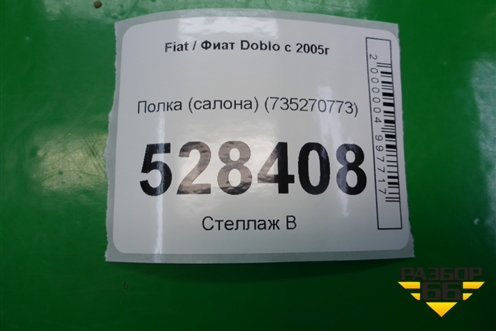 Fiat / Фиат Doblo с 2005г
Полка (салона) (735270773)
528408
Стеллаж В
2000004997717
РАЗБОР
66